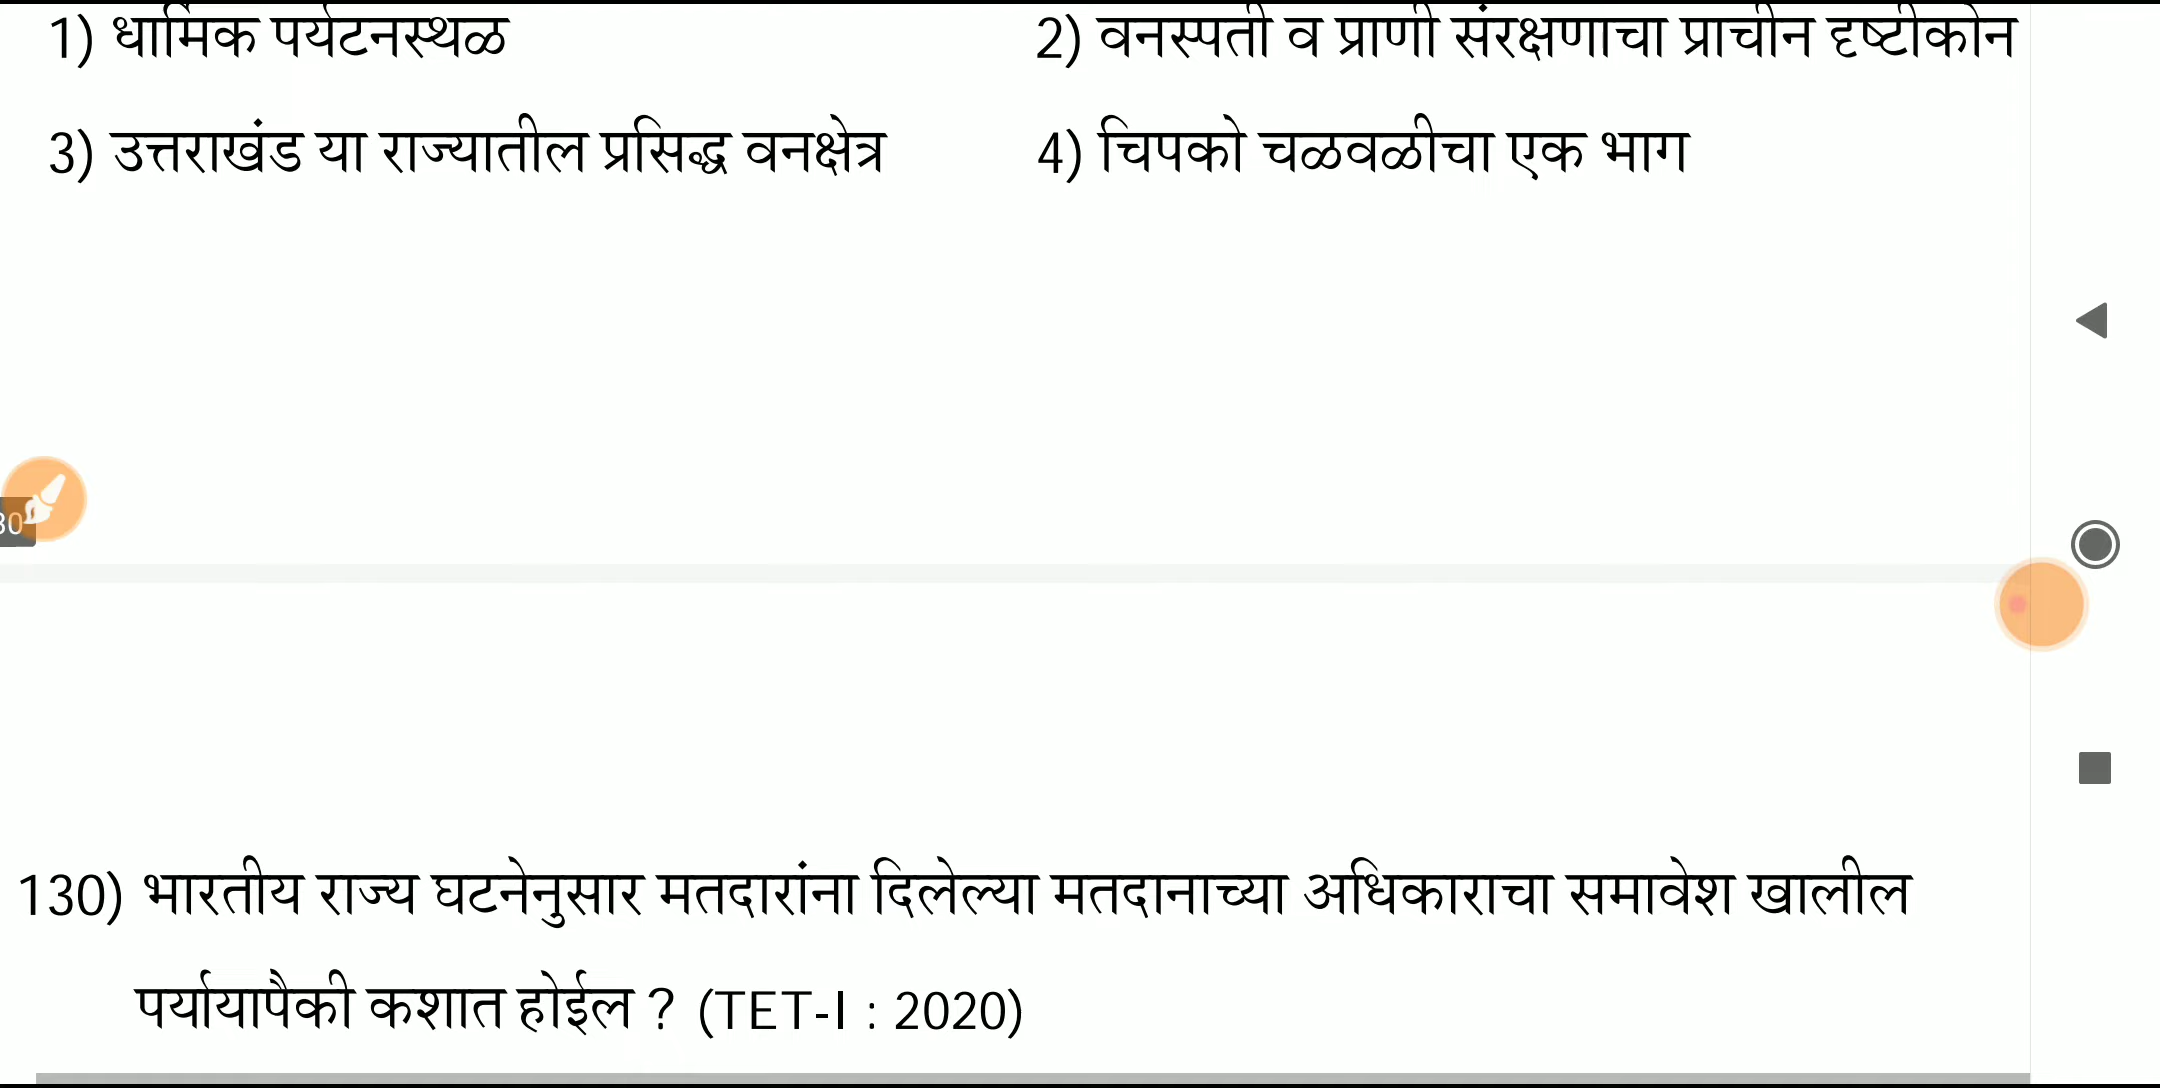 1) धार्मिक पर्यटनस्थळ 2) वनस्पती व प्राणी संरक्षणाचा प्राचीन दृष्टीकोन
3) उत्तराखंड या राज्यातील प्रसिद्ध वनक्षेत्र 4) चिपको चळवळीचा एक भाग
130) भारतीय राज्य घटनेनुसार मतदारांना दिलेल्या मतदानाच्या अधिकाराचा समावेश खालील
पर्यायापैकी कशात होईल ? (TET-I : 2020)